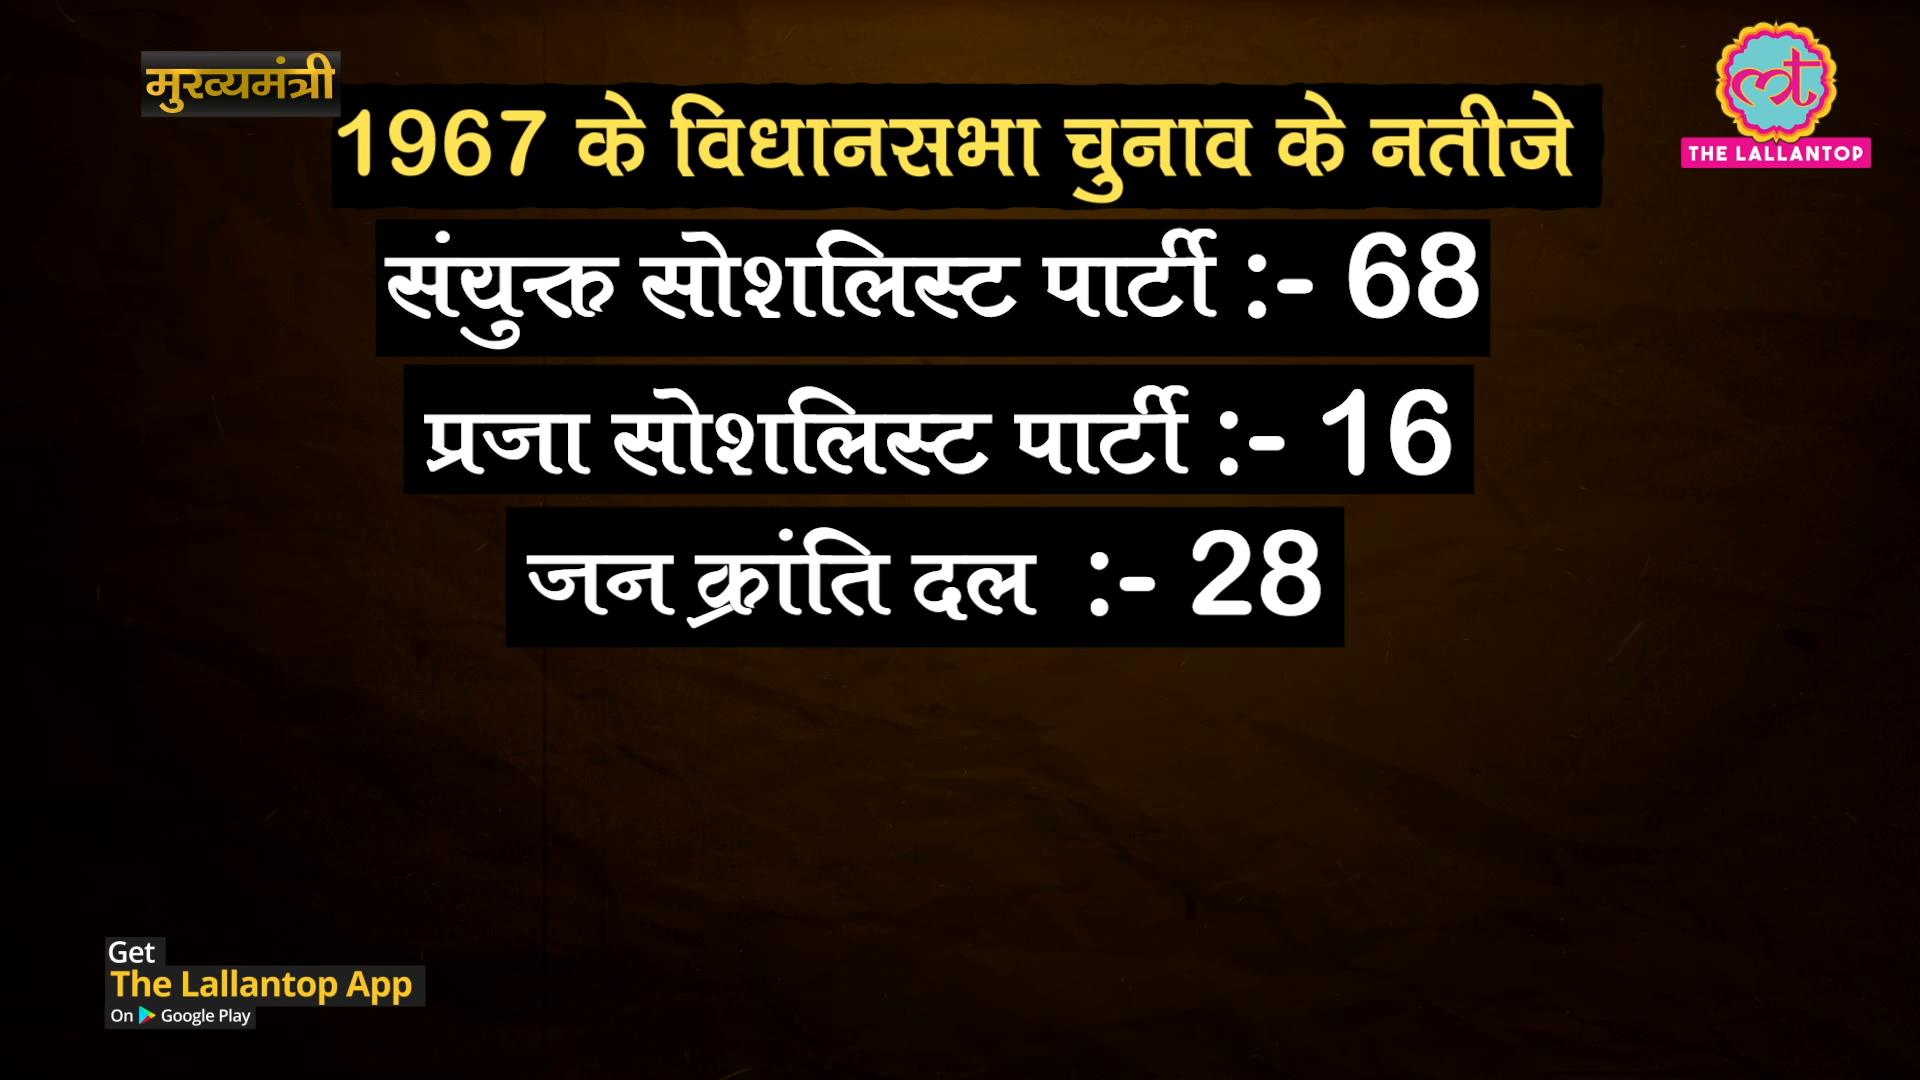 मुख्यमंत्री
THE LALLANTOP
1967 के विधानसभा चुनाव के नतीजे
संयुक्त सोशलिस्ट पार्टी :- 68
प्रजा सोशलिस्ट पार्टी :- 16
जन क्रांति दल :- 28
Get
The Lallantop App
On Google Play